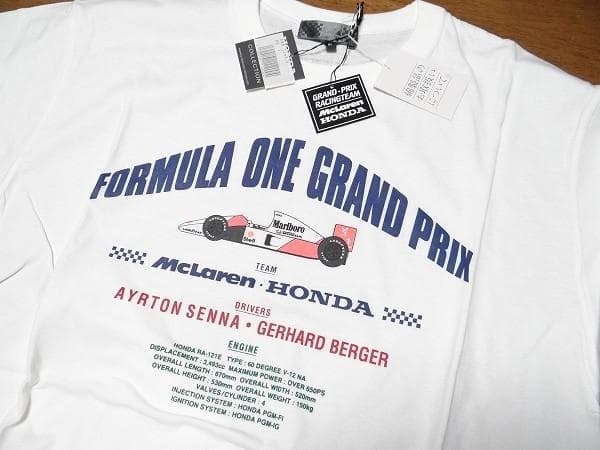 HONDA
COLLECTION
GRAND-PRIX
RACINGTEAM
McLaren
HONDA
FORMULA ONE GRAND PRIX
Marlboro
Shell
TEAM
McLaren · HONDA
DRIVERS
AYRTON SENNA · GERHARD BERGER
ENGINE
HONDA RA-121E TYPE : 60 DEGREE V-12 NA
DISPLACEMENT : 3,493cc MAXIMUM POWER : OVER 650PS
OVERALL LENGTH : 670mm OVERALL WIDTH : 520mm
OVERALL HEIGHT : 530mm OVERALL WEIGHT : 150kg
VALVES/CYLINDER : 4
INJECTION SYSTEM : HONDA PGM-FI
IGNITION SYSTEM : HONDA PGM-IG